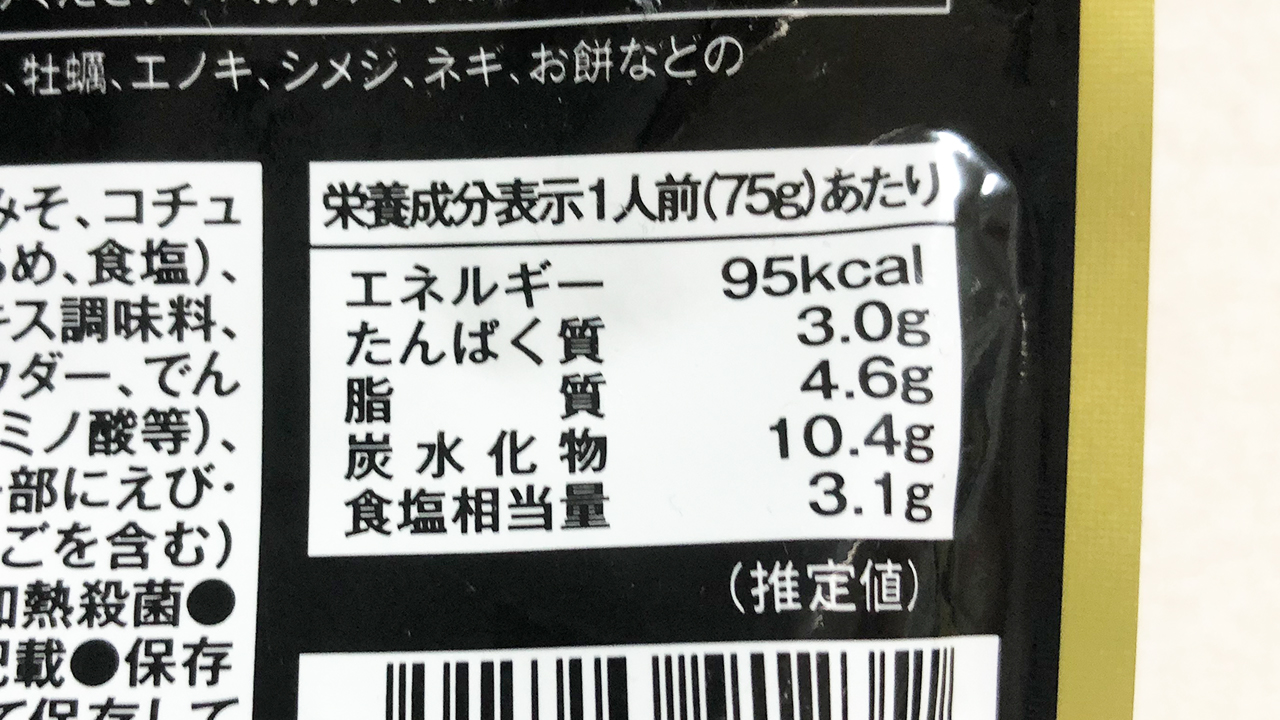 、牡蠣、エノキ、シメジ、ネギ、お餅などの
みそ、コチュ
め、食塩)、
キス調味料、
ウダー、でん
ミノ酸等)、
部にえび・
ごを含む)
熱殺菌●
記載●保存
て保存して
栄養成分表示1人前(75g)あたり
エネルギー 95kcal
たんぱく質 3.0g
脂質 4.6g
炭水化物 10.4g
食塩相当量 3.1g
(推定値)